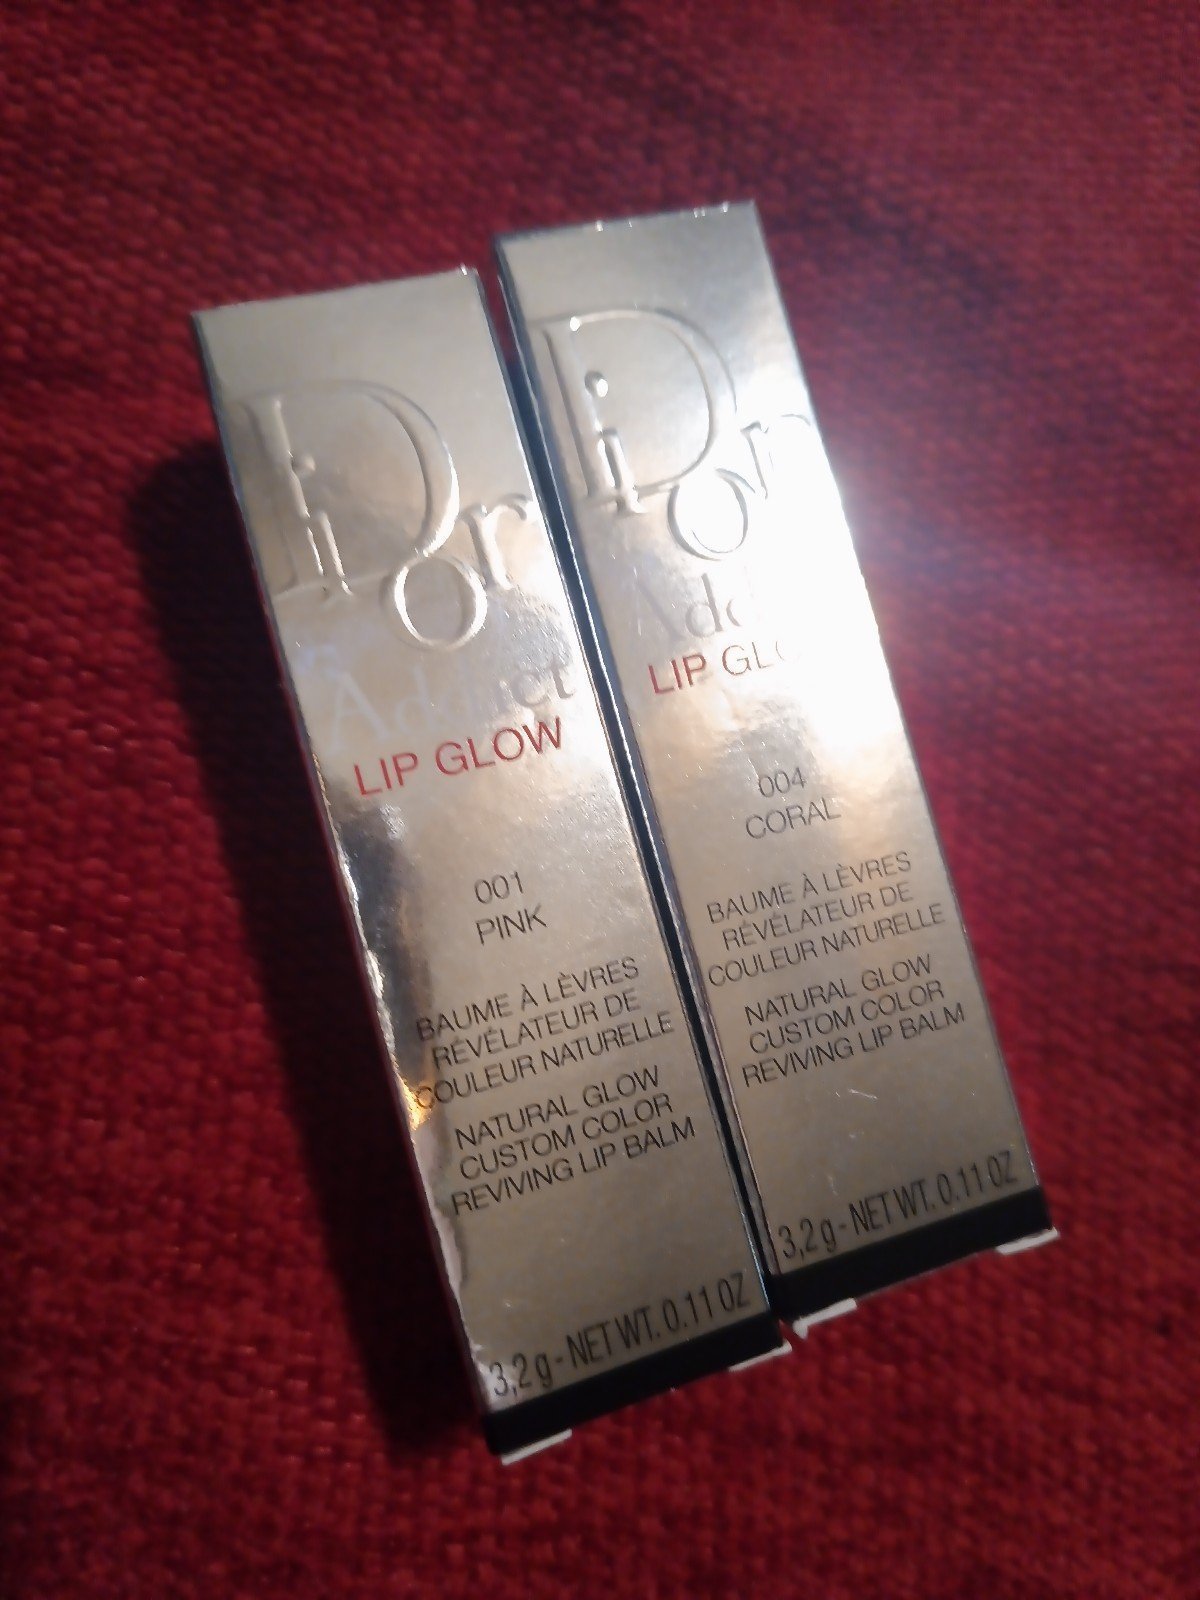 Dior
Addict
LIP GLOW
001
PINK
BAUME À LÈVRES
RÉVÉLATEUR DE
COULEUR NATURELLE
NATURAL GLOW
CUSTOM COLOR
REVIVING LIP BALM
3,2 g - NET WT. 0.11 OZ
Dior
LIP
004
CORAL
BAUME À LÈVRES
RÉVÉLATEUR DE
COULEUR NATURELLE
NATURAL GLOW
CUSTOM COLOR
REVIVING LIP BALM
3,2 g - NET WT. 0.11 OZ